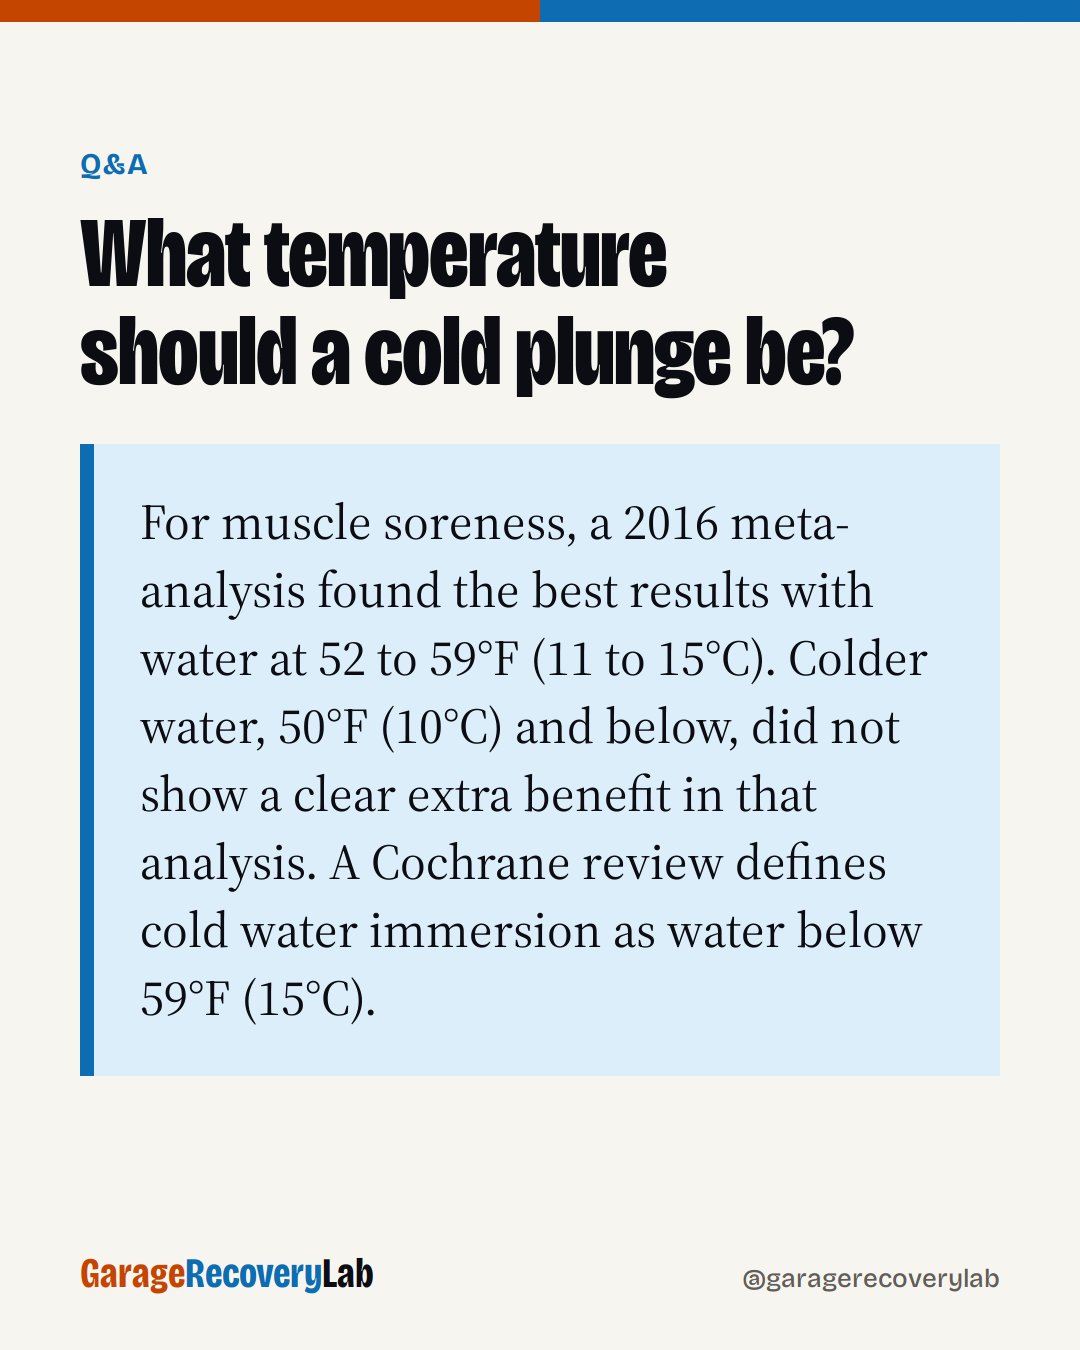 Q&A
What temperature
should a cold plunge be?
For muscle soreness, a 2016 meta-
analysis found the best results with
water at 52 to 59°F (11 to 15°C). Colder
water, 50°F (10°C) and below, did not
show a clear extra benefit in that
analysis. A Cochrane review defines
cold water immersion as water below
59°F (15°C).
GarageRecoveryLab
@garagerecoverylab